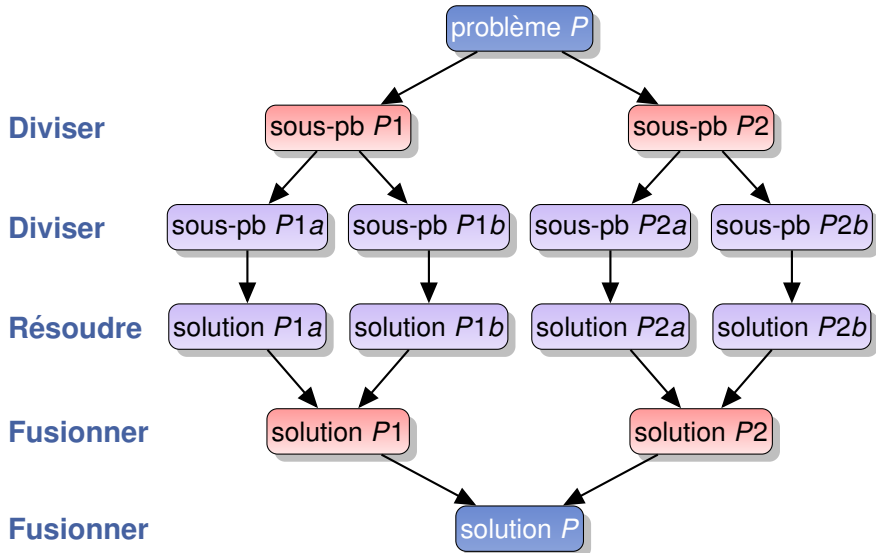 problème P
Diviser sous-pb P1 sous-pb P2
Diviser sous-pb P1a sous-pb P1b sous-pb P2a sous-pb P2b
Résoudre solution P1a solution P1b solution P2a solution P2b
Fusionner solution P1 solution P2
Fusionner solution P